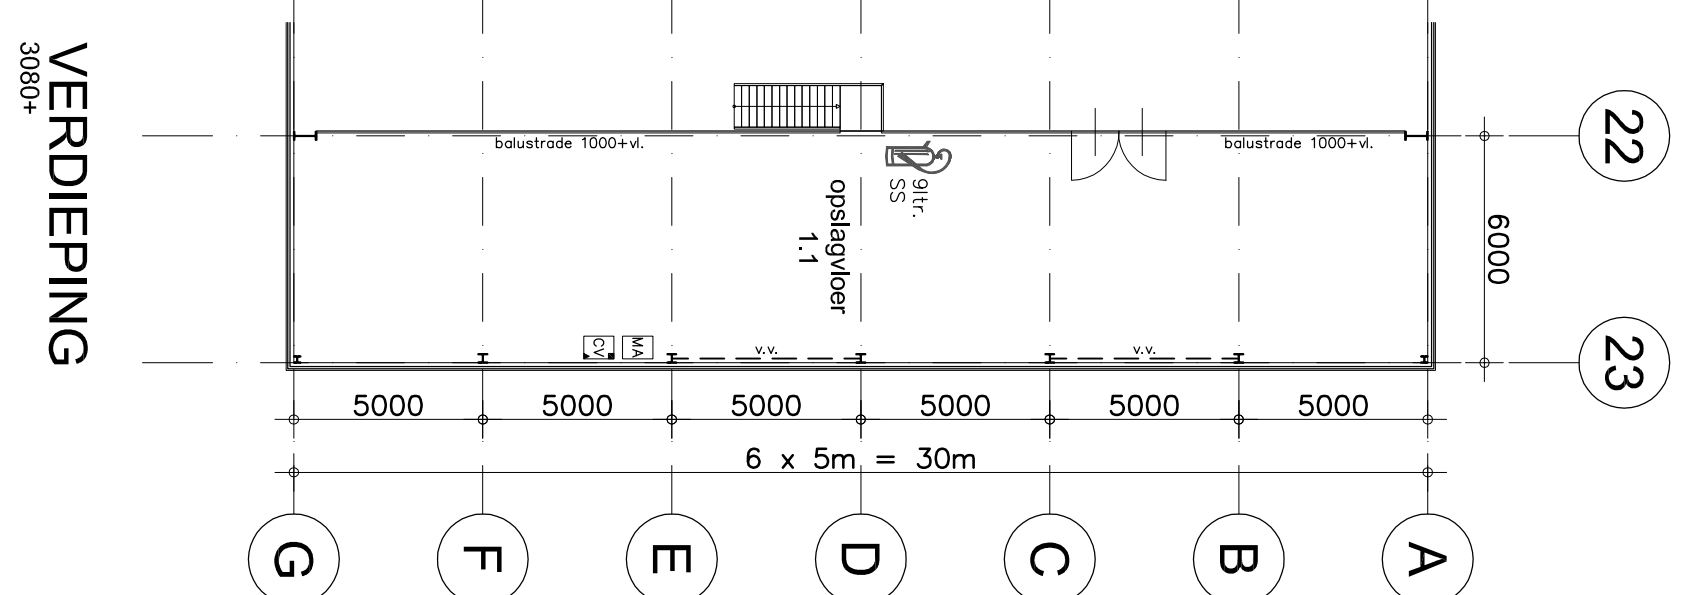 VERDIEPING
3080+
balustrade 1000+vl.
balustrade 1000+vl.
9ltr.
SS
opslagvloer
1.1
CV
MA
v.v.
v.v.
22
6000
23
5000 5000 5000 5000 5000 5000
6 x 5m = 30m
G F E D C B A